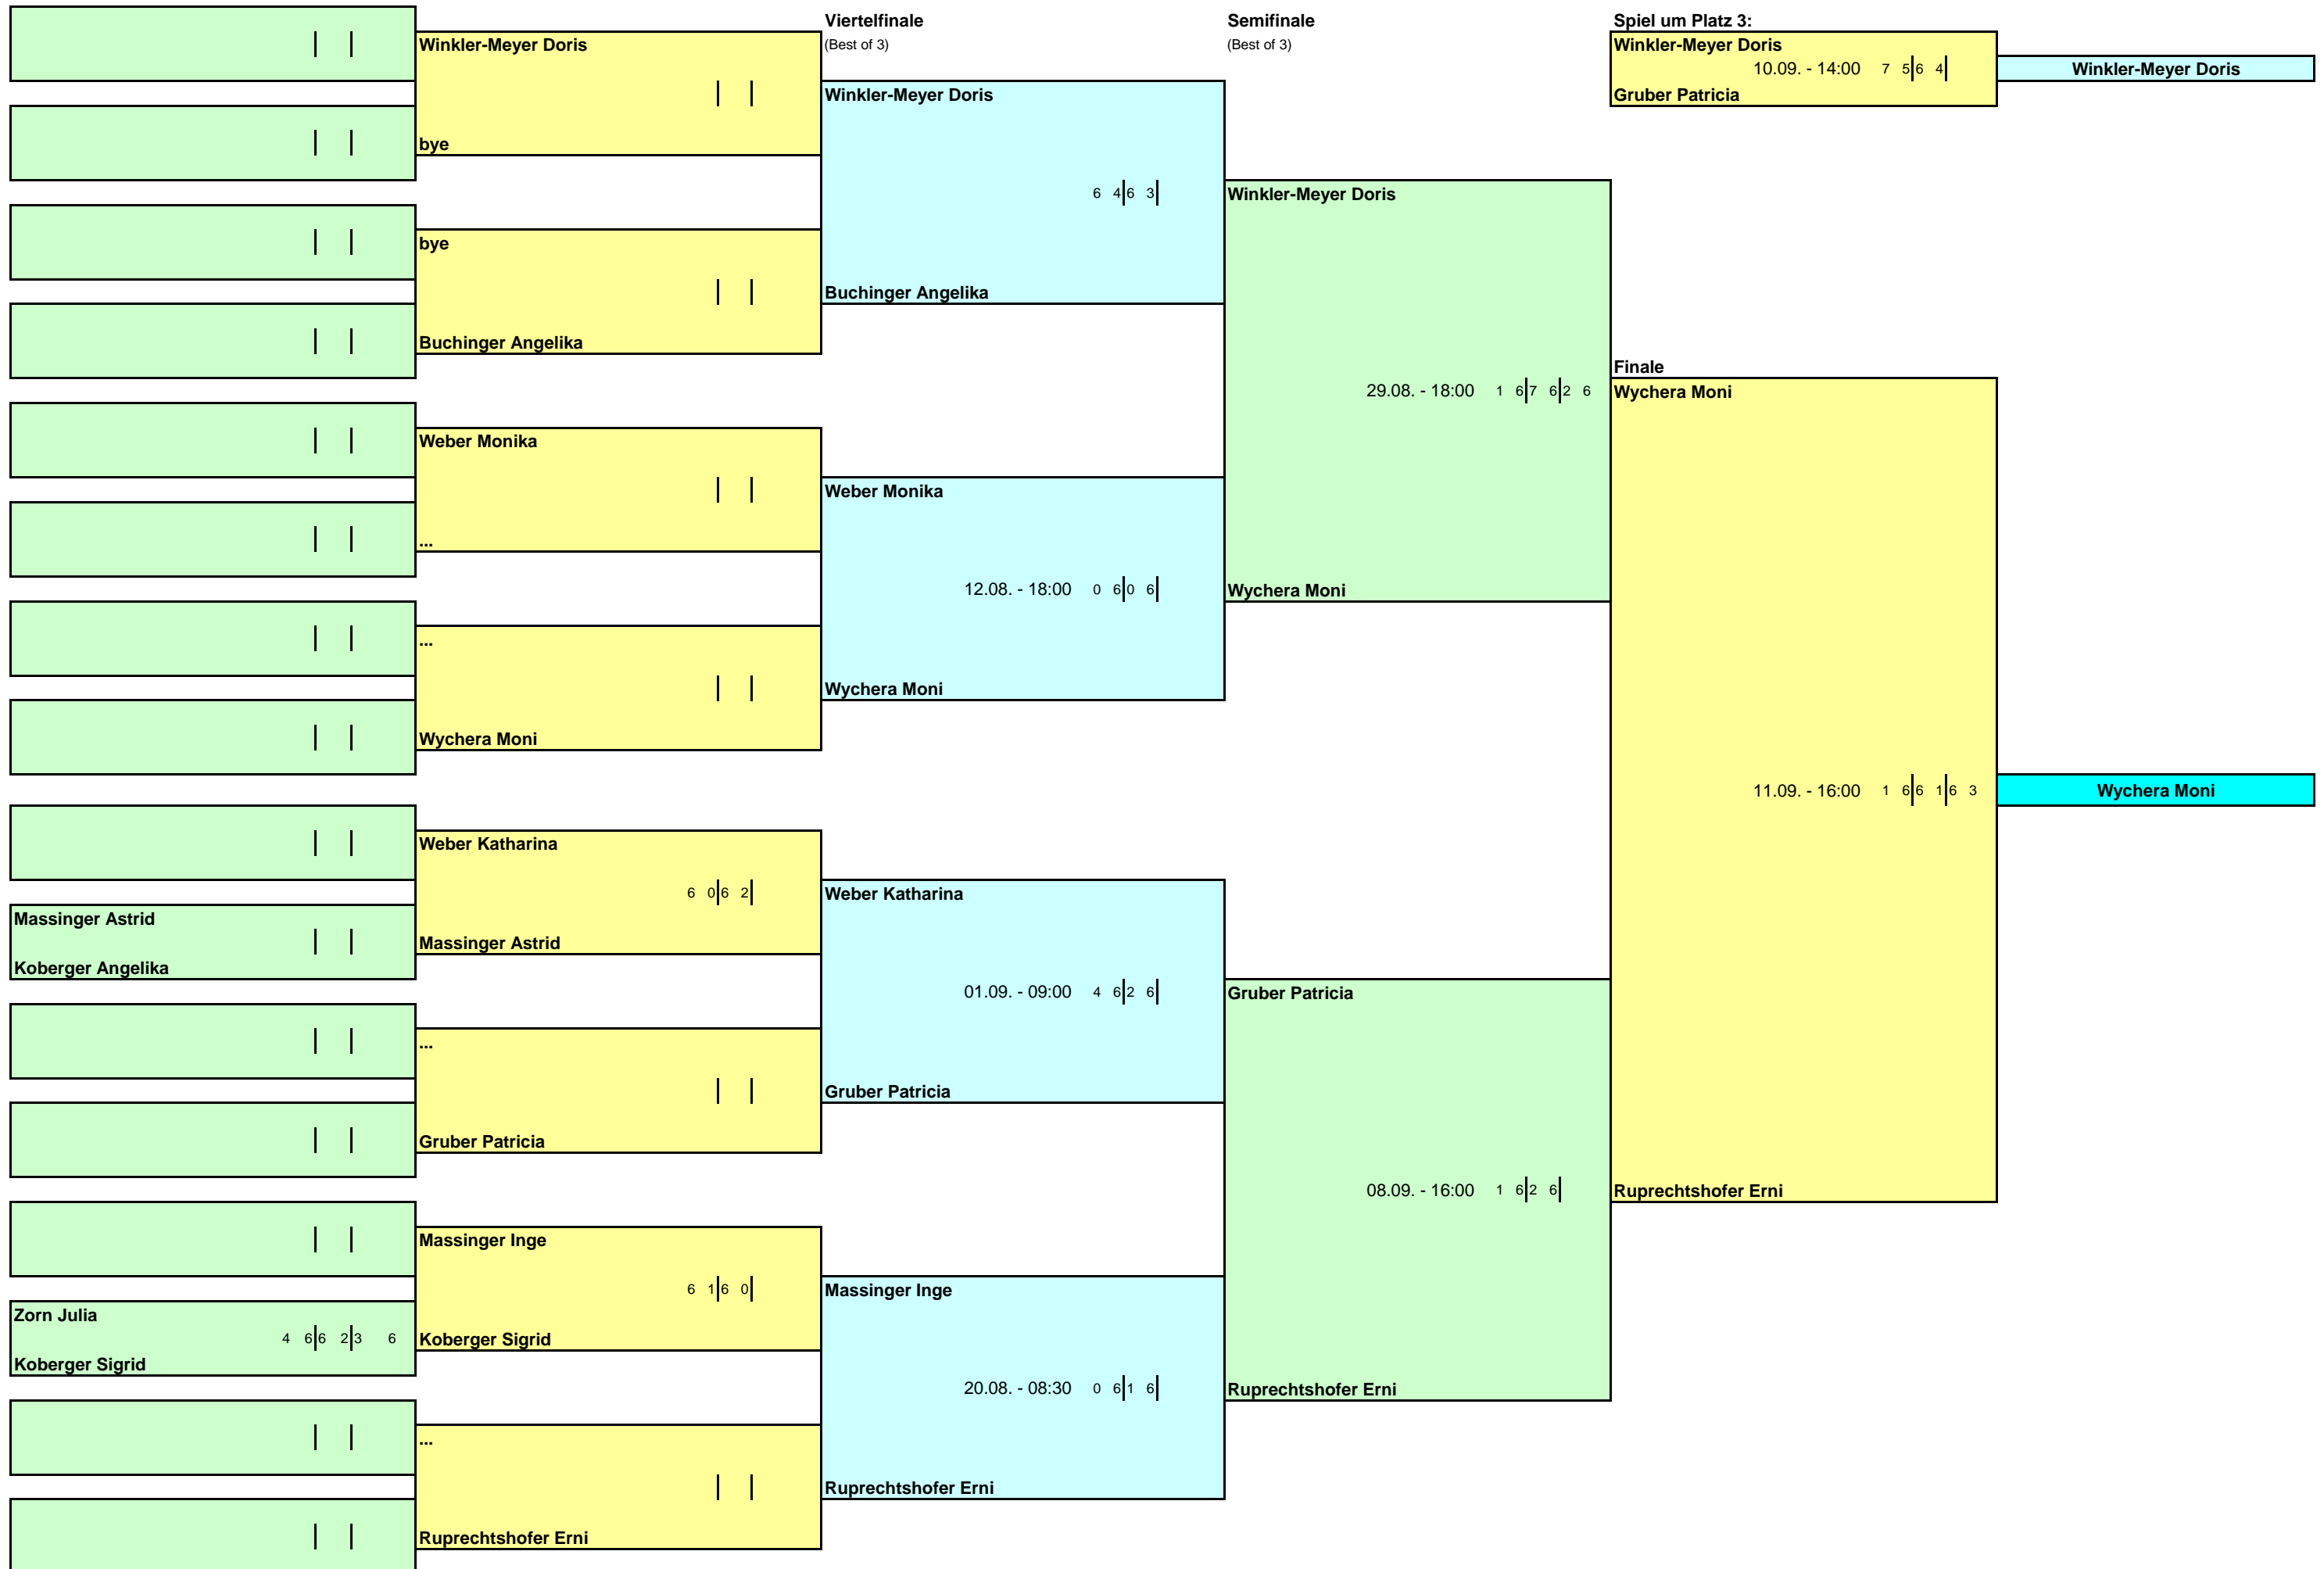 Viertelfinale
(Best of 3)
Semifinale
(Best of 3)
Spiel um Platz 3:
Winkler-Meyer Doris
10.09. - 14:00 7 5 6 4
Gruber Patricia
Winkler-Meyer Doris
Winkler-Meyer Doris
bye
bye
Buchinger Angelika
Weber Monika
...
...
Wychera Moni
Massinger Astrid
Koberger Angelika
Weber Katharina
6 0 6 2
Massinger Astrid
...
Gruber Patricia
Zorn Julia
4 6 6 2 3 6
Koberger Sigrid
Massinger Inge
6 1 6 0
Koberger Sigrid
...
Ruprechtshofer Erni
Winkler-Meyer Doris
6 4 6 3
Buchinger Angelika
Weber Monika
12.08. - 18:00 0 6 0 6
Wychera Moni
Weber Katharina
01.09. - 09:00 4 6 2 6
Gruber Patricia
Massinger Inge
20.08. - 08:30 0 6 1 6
Ruprechtshofer Erni
Winkler-Meyer Doris
29.08. - 18:00 1 6 7 6 2 6
Wychera Moni
Gruber Patricia
08.09. - 16:00 1 6 2 6
Ruprechtshofer Erni
Finale
Wychera Moni
11.09. - 16:00 1 6 6 1 6 3
Ruprechtshofer Erni
Wychera Moni